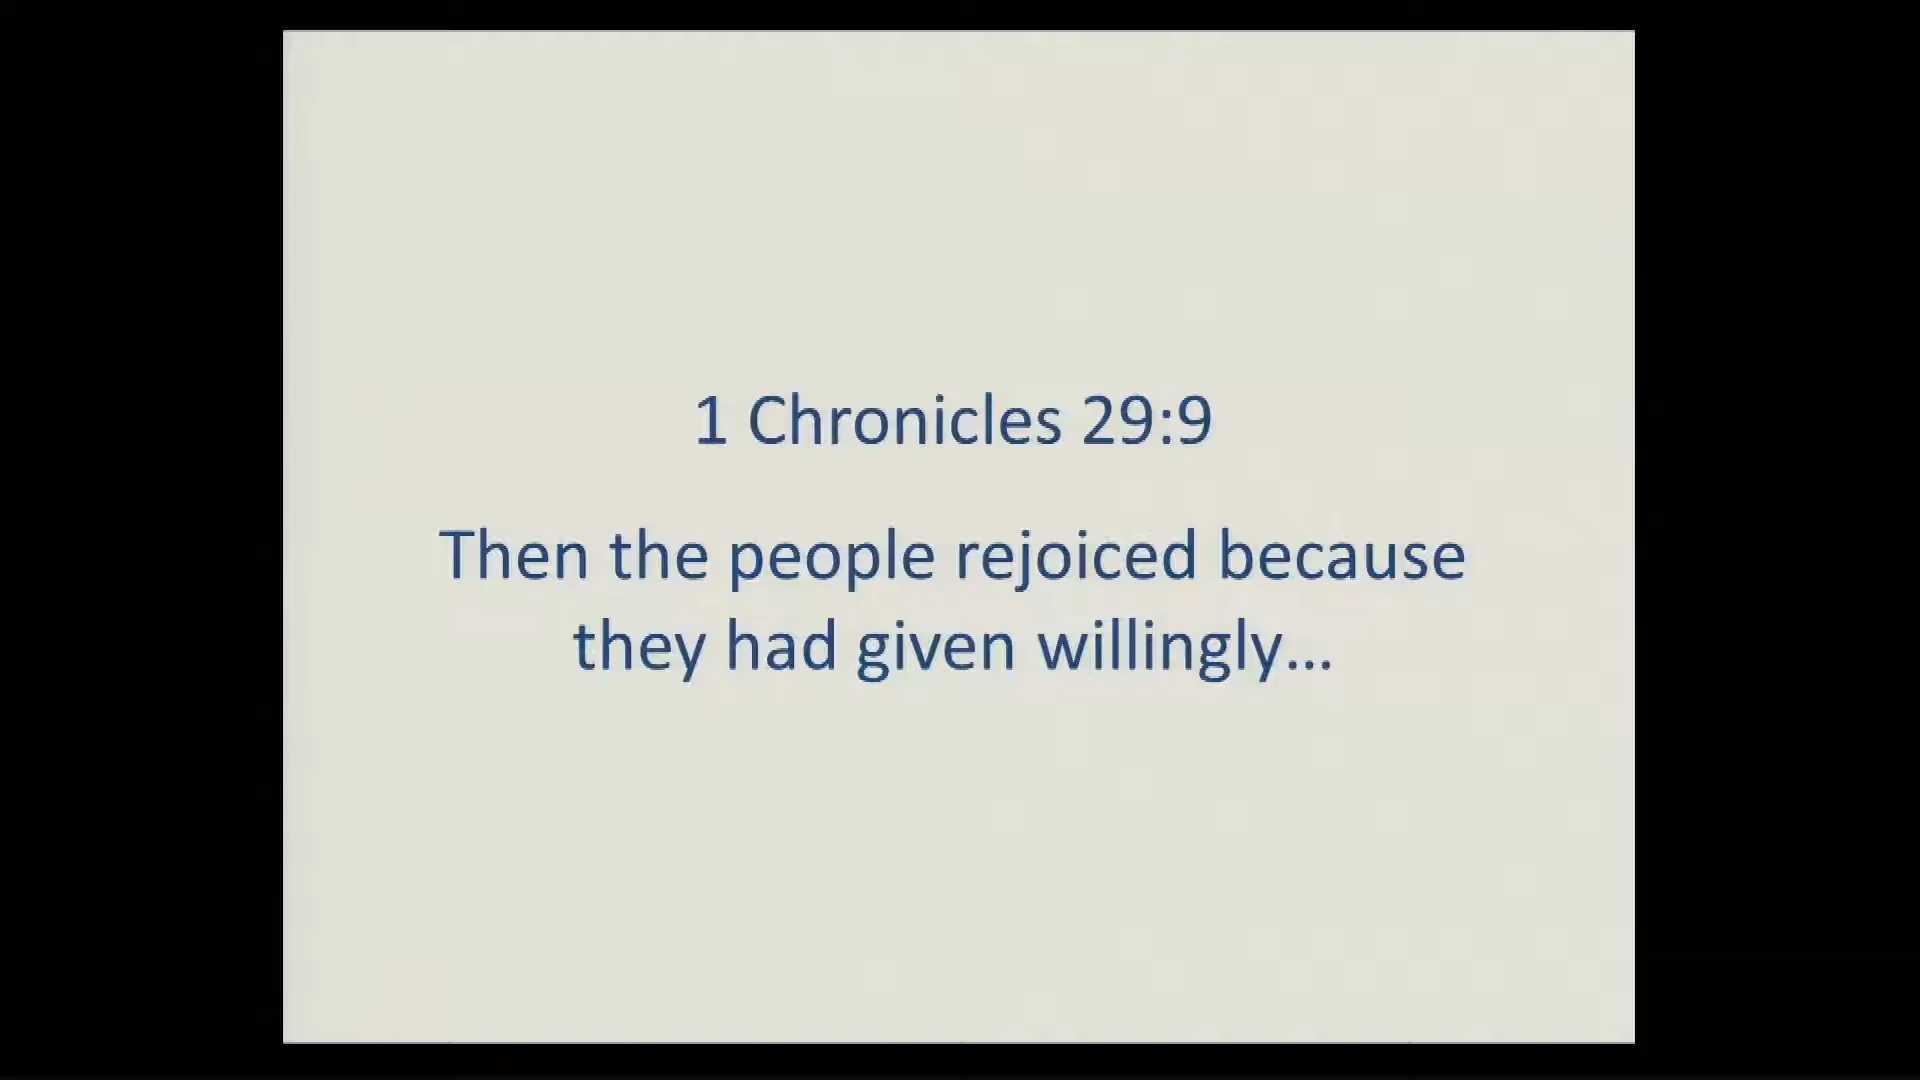 1 Chronicles 29:9
Then the people rejoiced because
they had given willingly...